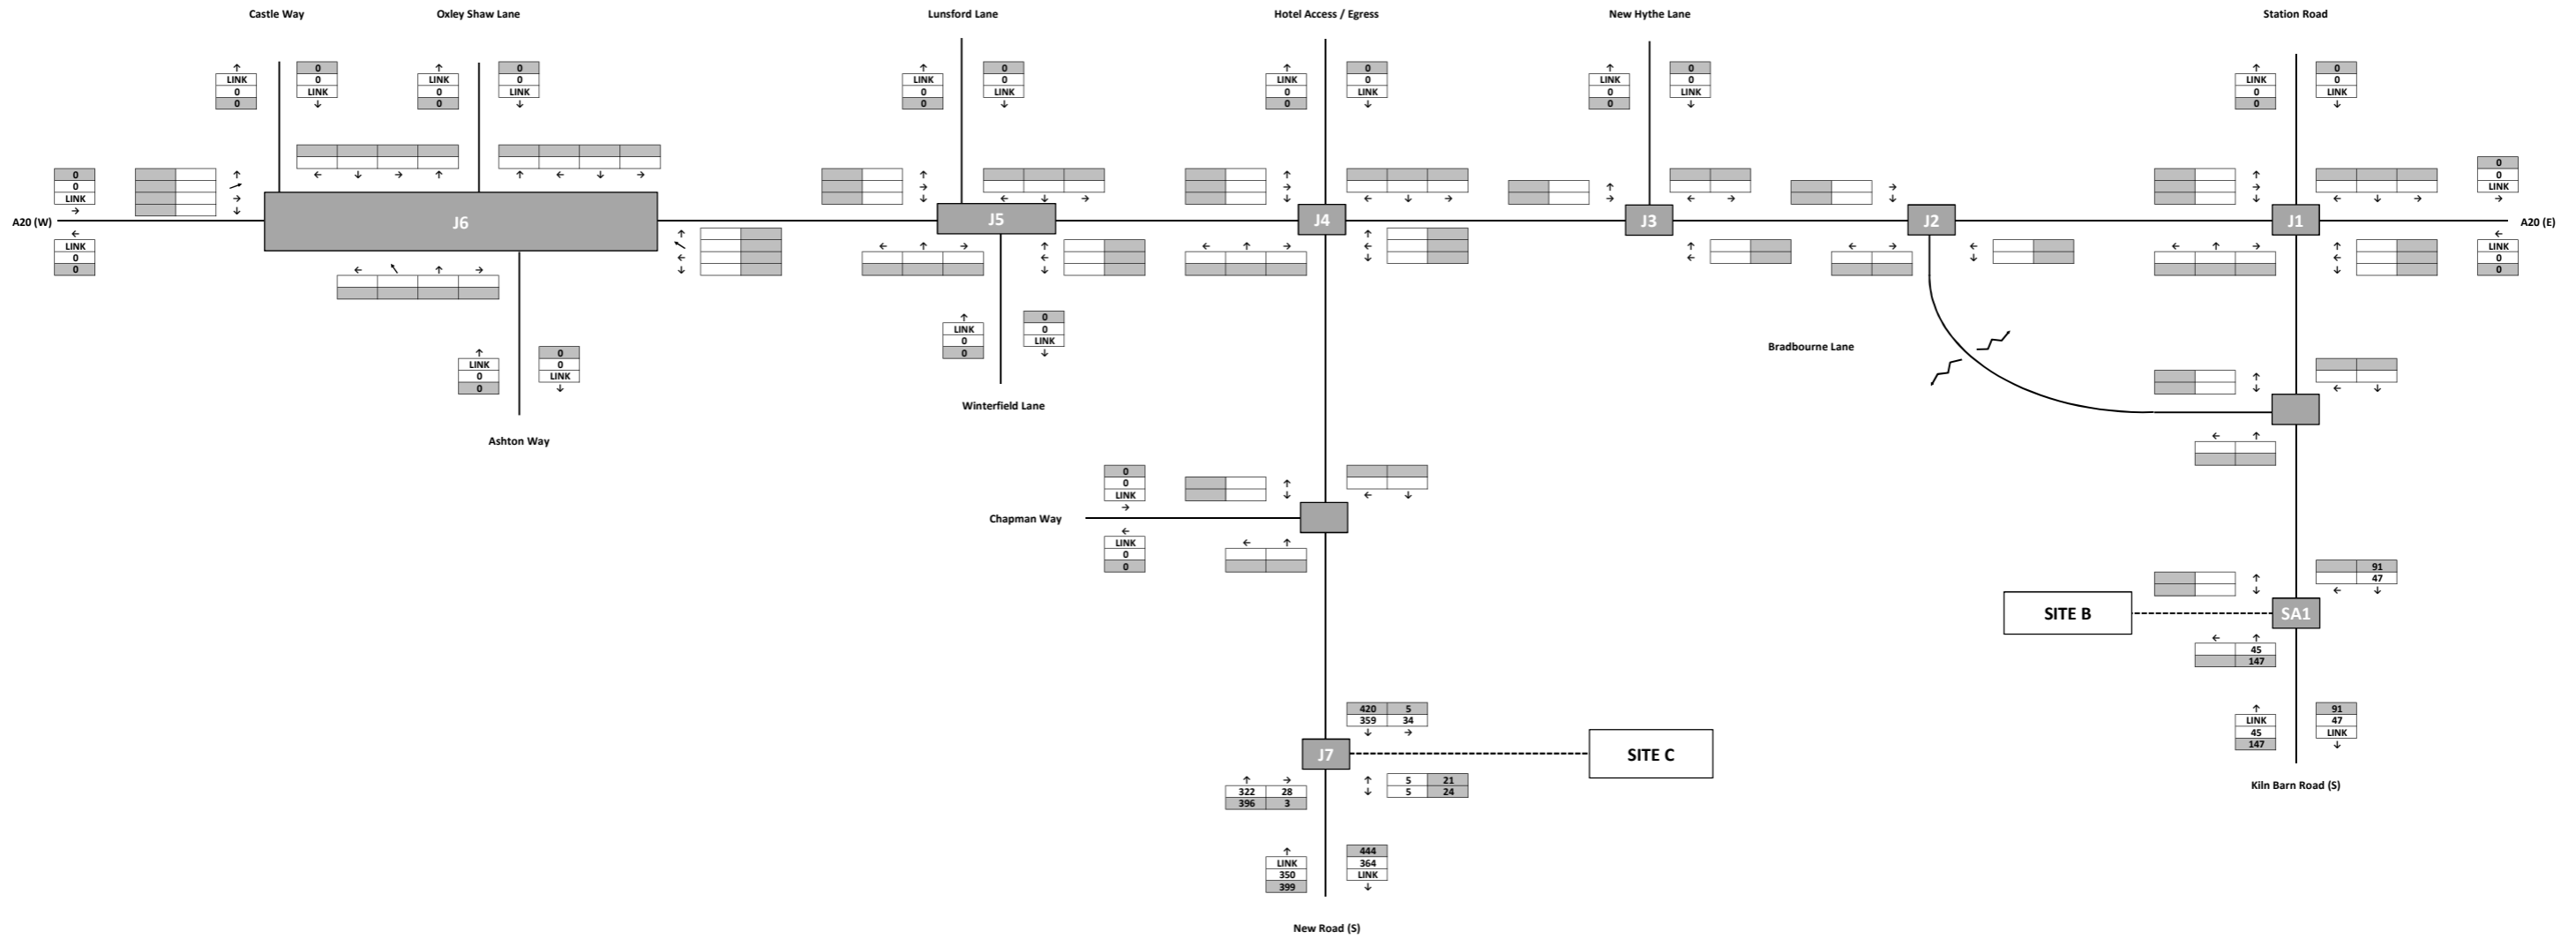 Castle Way
Oxley Shaw Lane
Lunsford Lane
Hotel Access / Egress
New Hythe Lane
Station Road
↑ 0 ↑ 0 ↑ 0 ↑ 0 ↑ 0 ↑ 0
LINK 0 LINK 0 LINK 0 LINK 0 LINK 0 LINK 0
0 LINK 0 LINK 0 LINK 0 LINK 0 LINK 0 LINK
0 ↓ 0 ↓ 0 ↓ 0 ↓ 0 ↓ 0 ↓
0
0
LINK
→
← ↓ → ↑
↑ ← ↓ →
0
0
LINK
→
A20 (W)
J6
J5
J4
J3
J2
J1
A20 (E)
←
LINK
0
0
←
LINK
0
0
↑ 0
LINK 0
0 LINK
0 ↓
Winterfield Lane
↑ 0
LINK 0
0 LINK
0 ↓
Ashton Way
Bradbourne Lane
0
0
LINK
→
Chapman Way
←
LINK
0
0
91
47
← ↓
SITE B
SA1
← ↑
45
147
↑ 91
LINK 47
45 LINK
147 ↓
Kiln Barn Road (S)
420 5
359 34
↓ →
J7
SITE C
↑ →
322 28
396 3
↑ 5 21
↓ 5 24
↑ 444
LINK 364
350 LINK
399 ↓
New Road (S)